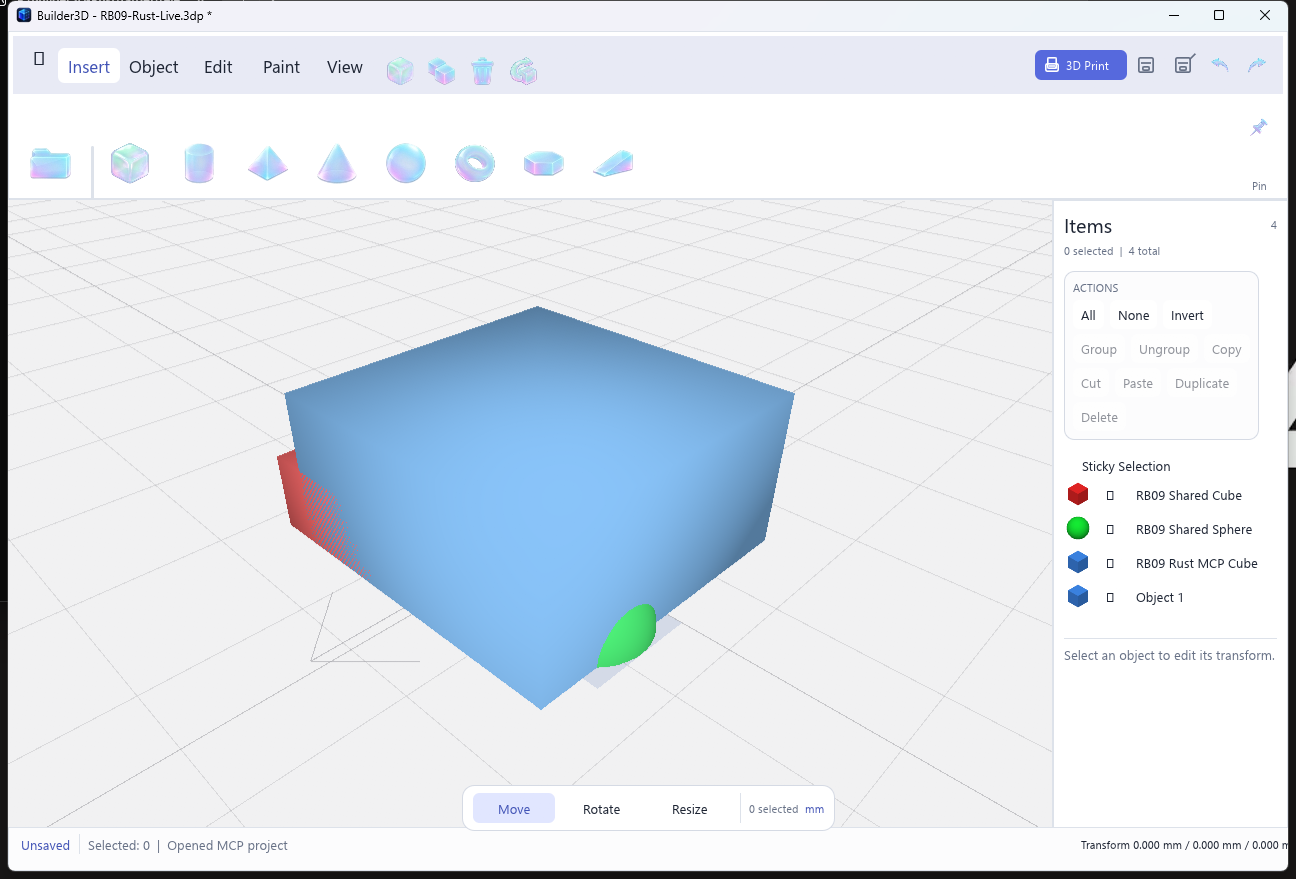 Builder3D - RB09-Rust-Live.3dp *
Insert Object Edit Paint View 3D Print
Pin
Items 4
0 selected | 4 total
ACTIONS
All None Invert
Group Ungroup Copy
Cut Paste Duplicate
Delete
Sticky Selection
RB09 Shared Cube
RB09 Shared Sphere
RB09 Rust MCP Cube
Object 1
Select an object to edit its transform.
Move Rotate Resize 0 selected mm
Unsaved Selected: 0 | Opened MCP project Transform 0.000 mm / 0.000 mm / 0.000 m